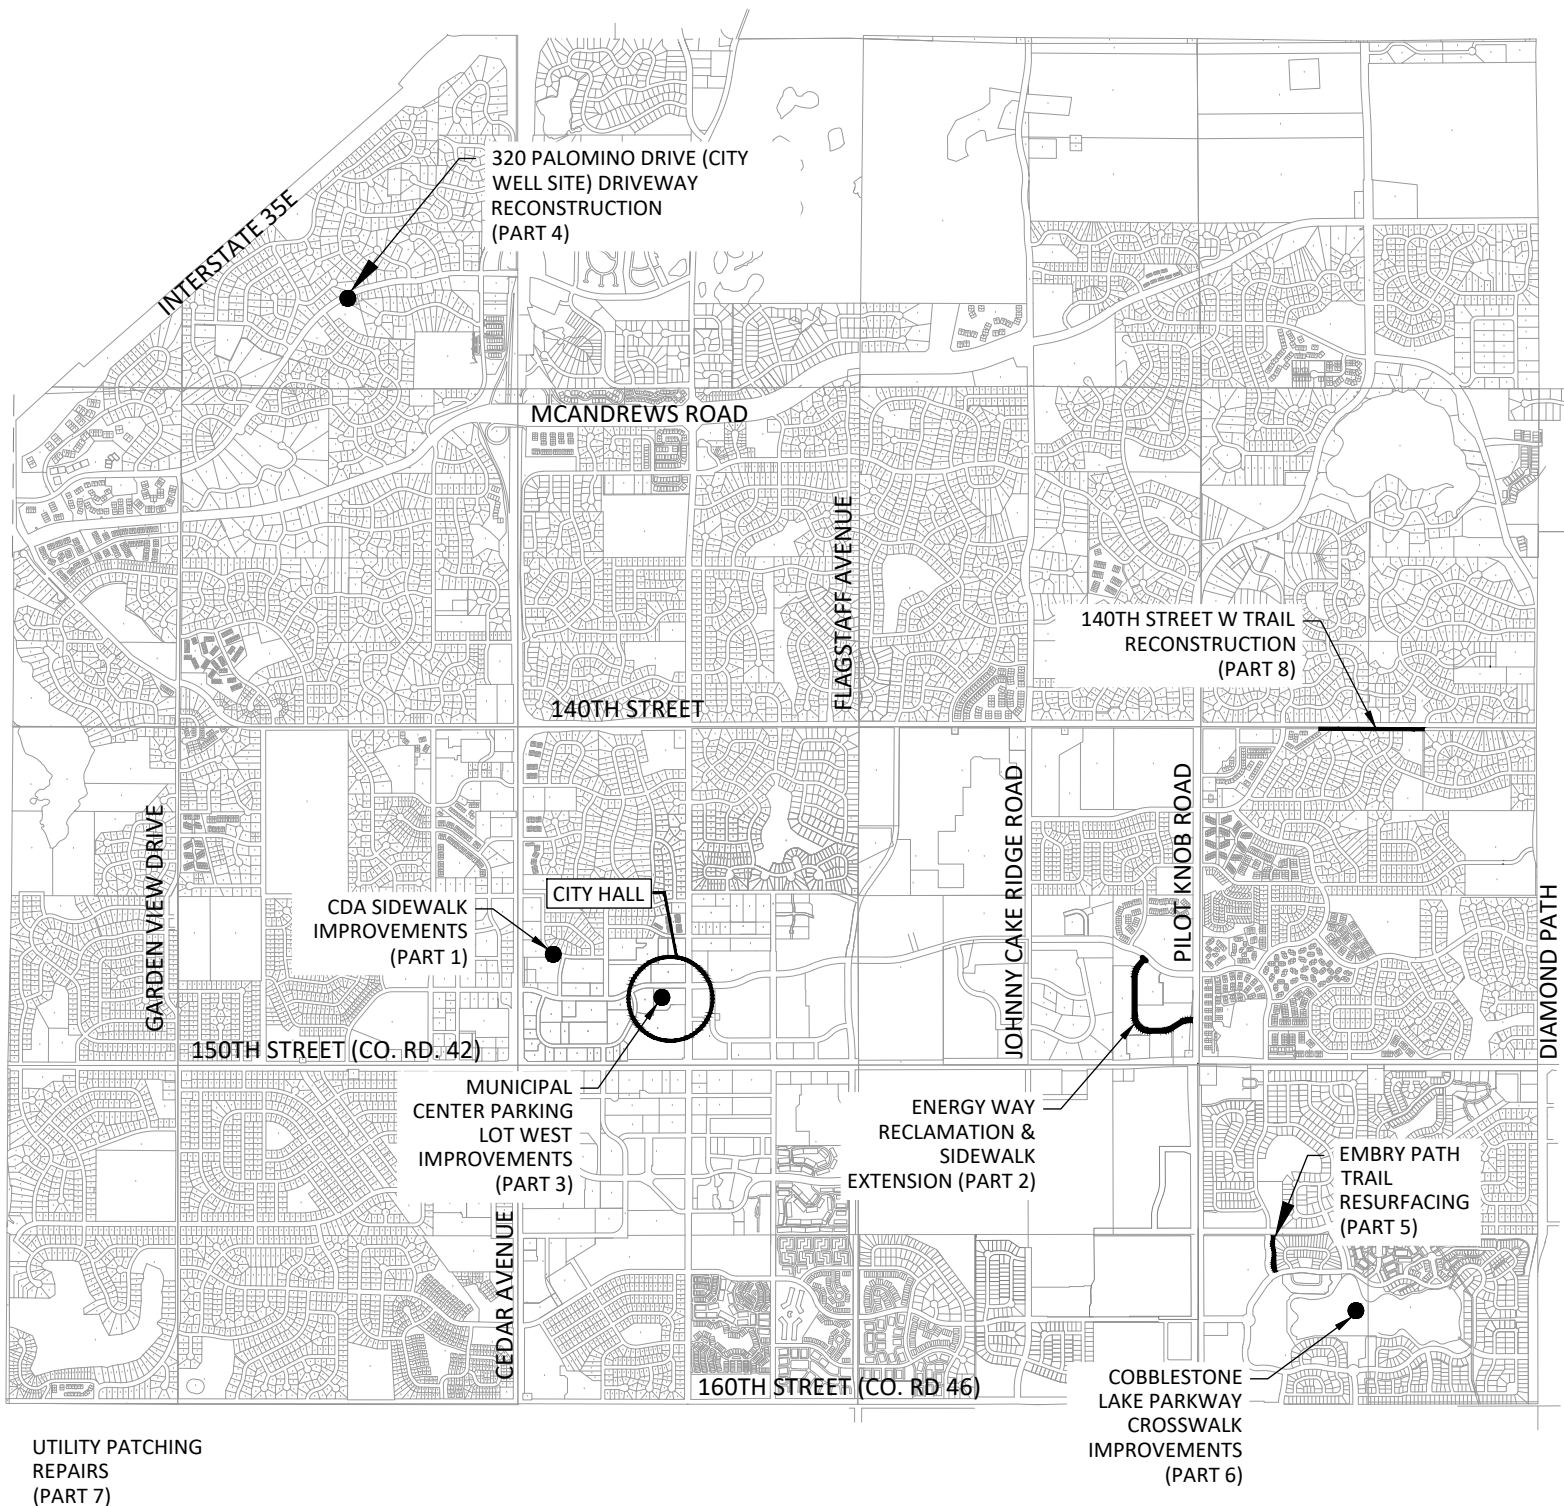 320 PALOMINO DRIVE (CITY
WELL SITE) DRIVEWAY
RECONSTRUCTION
(PART 4)
INTERSTATE 35E
MCANDREWS ROAD
FLAGSTAFF AVENUE
140TH STREET W TRAIL
RECONSTRUCTION
(PART 8)
140TH STREET
GARDEN VIEW DRIVE
JOHNNY CAKE RIDGE ROAD
PILOT KNOB ROAD
DIAMOND PATH
CDA SIDEWALK
IMPROVEMENTS
(PART 1)
CITY HALL
150TH STREET (CO. RD. 42)
MUNICIPAL
CENTER PARKING
LOT WEST
IMPROVEMENTS
(PART 3)
ENERGY WAY
RECLAMATION &
SIDEWALK
EXTENSION (PART 2)
EMBRY PATH
TRAIL
RESURFACING
(PART 5)
CEDAR AVENUE
160TH STREET (CO. RD 46)
COBBLESTONE
LAKE PARKWAY
CROSSWALK
IMPROVEMENTS
(PART 6)
UTILITY PATCHING
REPAIRS
(PART 7)